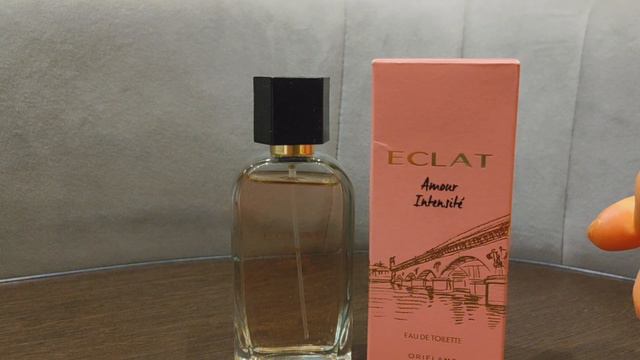 ECLAT
Amour
Intensité
EAU DE TOILETTE